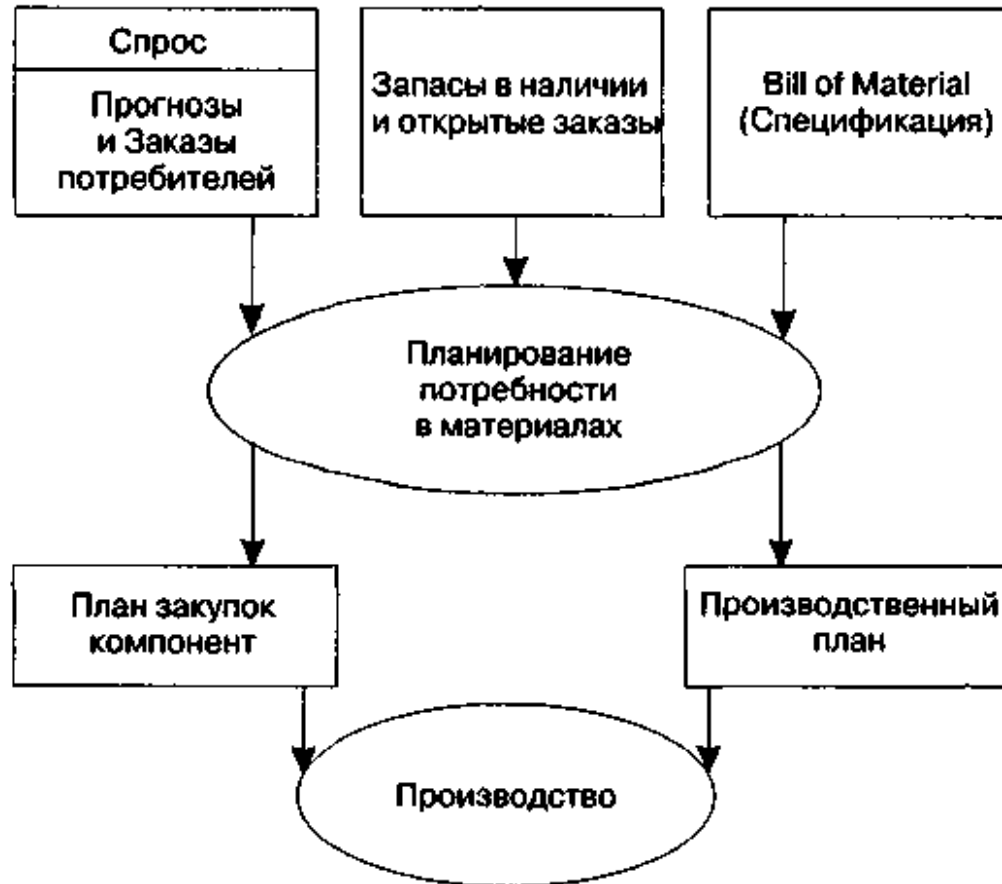 Спрос
Прогнозы
и Заказы
потребителей
Запасы в наличии
и открытые заказы
Bill of Material
(Спецификация)
Планирование
потребности
в материалах
План закупок
компонент
Производственный
план
Производство